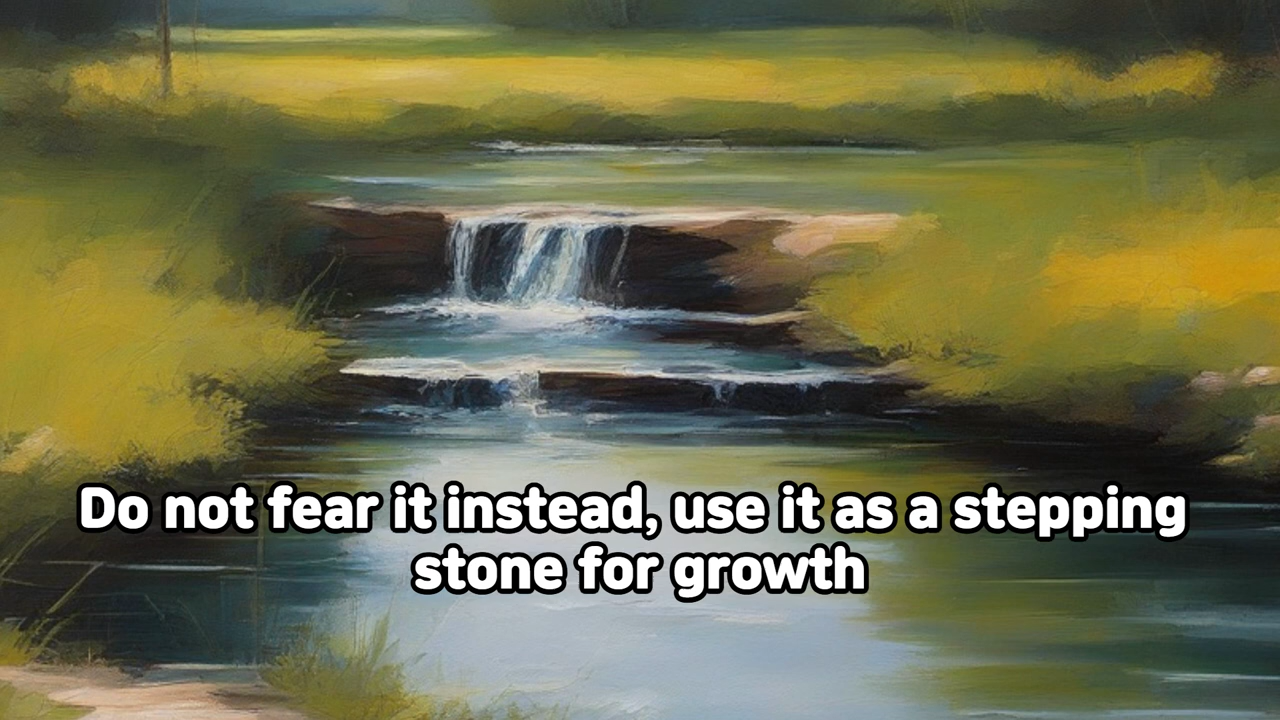 Do not fear it instead, use it as a stepping
stone for growth